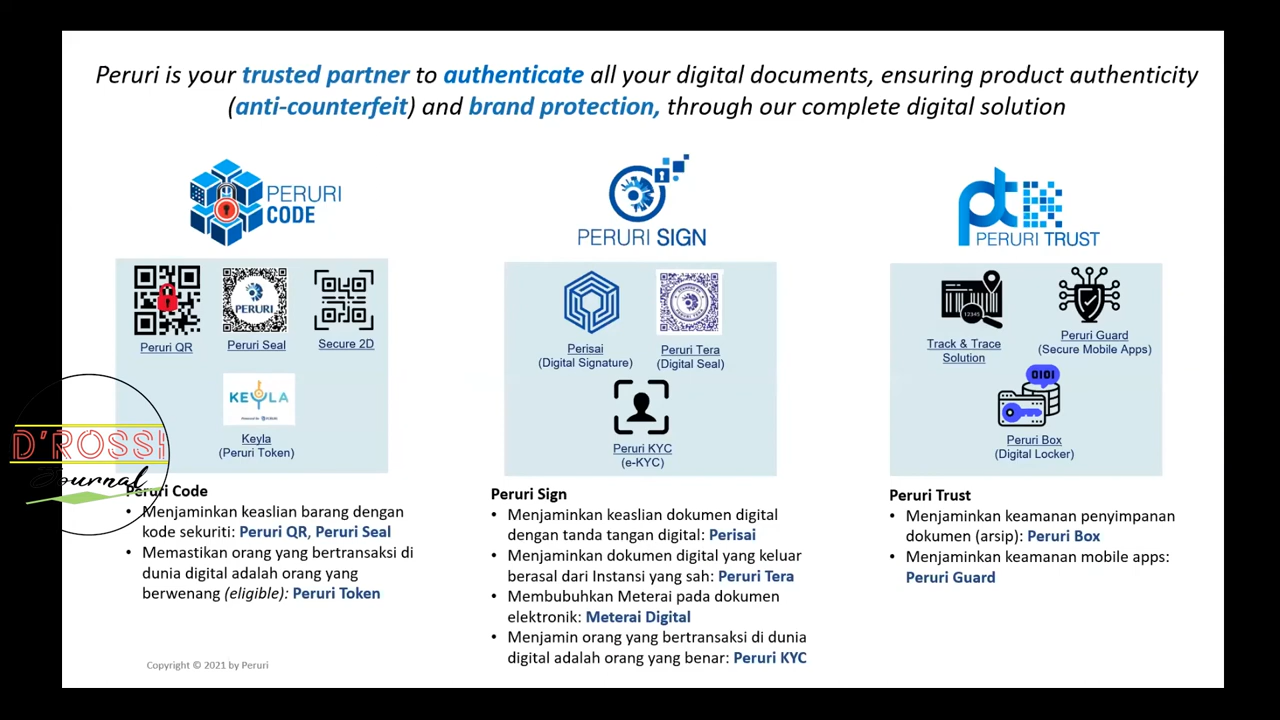 Peruri is your trusted partner to authenticate all your digital documents, ensuring product authenticity
(anti-counterfeit) and brand protection, through our complete digital solution
PERURI
CODE
Peruri QR
PERURI
Peruri Seal
Secure 2D
KEYLA
Keyla
(Peruri Token)
Peruri Code
• Menjaminkan keaslian barang dengan
kode sekuriti: Peruri QR, Peruri Seal
• Memastikan orang yang bertransaksi di
dunia digital adalah orang yang
berwenang (eligible): Peruri Token
PERURI SIGN
Perisai
(Digital Signature)
Peruri Tera
(Digital Seal)
Peruri KYC
(e-KYC)
Peruri Sign
• Menjaminkan keaslian dokumen digital
dengan tanda tangan digital: Perisai
• Menjaminkan dokumen digital yang keluar
berasal dari Instansi yang sah: Peruri Tera
• Membubuhkan Meterai pada dokumen
elektronik: Meterai Digital
• Menjamin orang yang bertransaksi di dunia
digital adalah orang yang benar: Peruri KYC
pt
PERURI TRUST
12345
Track & Trace
Solution
Peruri Guard
(Secure Mobile Apps)
0101
Peruri Box
(Digital Locker)
Peruri Trust
• Menjaminkan keamanan penyimpanan
dokumen (arsip): Peruri Box
• Menjaminkan keamanan mobile apps:
Peruri Guard
D'ROSSI
Journal
Copyright © 2021 by Peruri